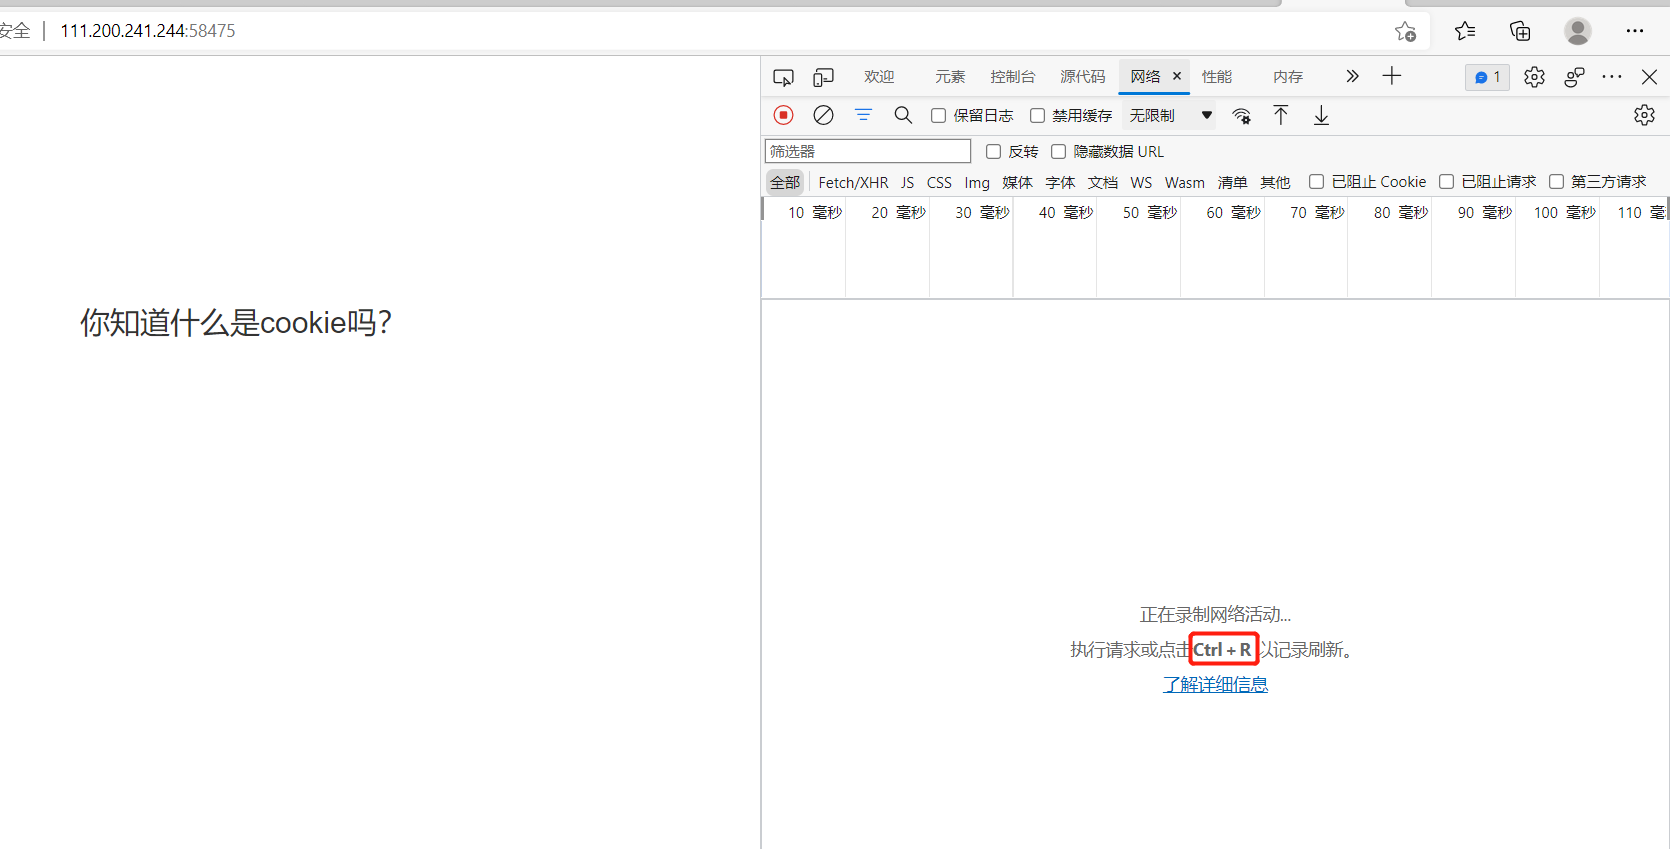 安全 | 111.200.241.244:58475
欢迎 元素 控制台 源代码 网络 × 性能 内存 1
保留日志 禁用缓存 无限制
筛选器 反转 隐藏数据 URL
全部 Fetch/XHR JS CSS Img 媒体 字体 文档 WS Wasm 清单 其他 已阻止 Cookie 已阻止请求 第三方请求
10 毫秒 20 毫秒 30 毫秒 40 毫秒 50 毫秒 60 毫秒 70 毫秒 80 毫秒 90 毫秒 100 毫秒 110 毫
你知道什么是cookie吗?
正在录制网络活动...
执行请求或点击Ctrl + R 以记录刷新。
了解详细信息